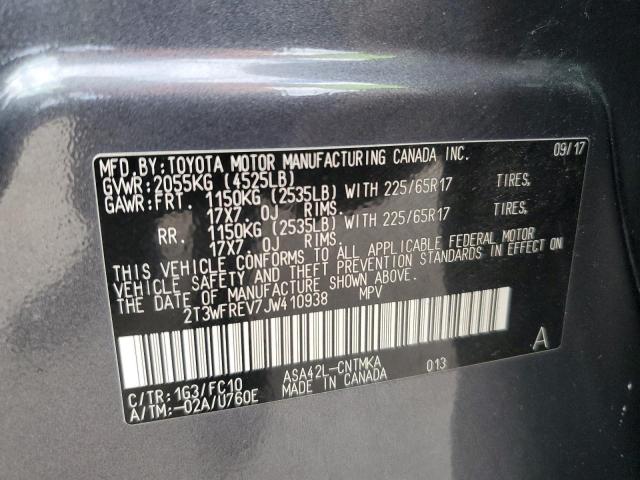 MFD. BY: TOYOTA MOTOR MANUFACTURING CANADA INC. 09/17
GVWR: 2055KG (4525LB)
GAWR: FRT. 1150KG (2535LB) WITH 225/65R17 TIRES,
17X7. OJ RIMS.
RR. 1150KG (2535LB) WITH 225/65R17 TIRES,
17X7. OJ RIMS.
THIS VEHICLE CONFORMS TO ALL APPLICABLE FEDERAL MOTOR
VEHICLE SAFETY AND THEFT PREVENTION STANDARDS IN EFFECT ON
THE DATE OF MANUFACTURE SHOWN ABOVE.
2T3WFREV7JW410938 MPV
A
C/TR: 1G3/FC10 ASA42L-CNTMKA 013
A/TM: -02A/U760E MADE IN CANADA